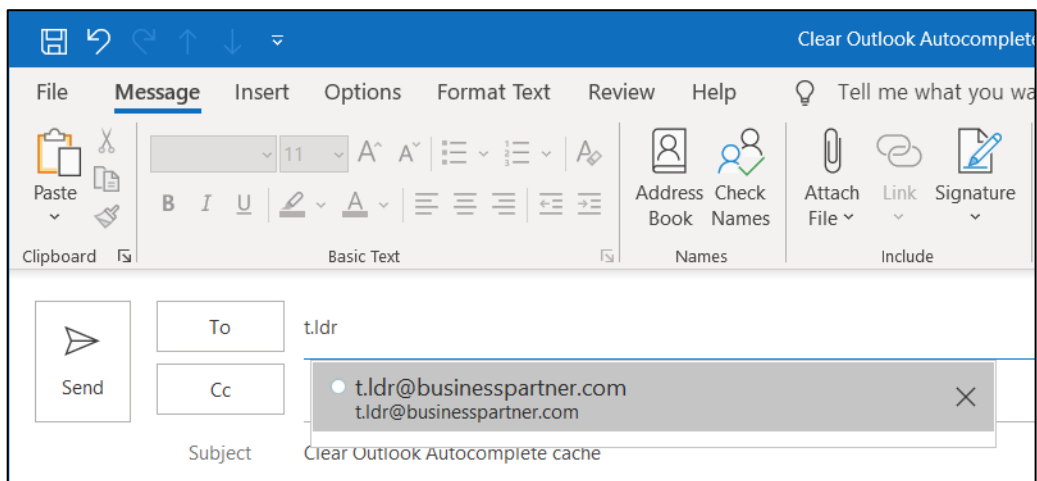 Clear Outlook Autocomplete
File Message Insert Options Format Text Review Help Tell me what you wa
11
Paste
B I U A
Address Book
Check Names
Attach File
Link
Signature
Clipboard Basic Text Names Include
To t.ldr
Send
Cc
t.ldr@businesspartner.com
t.ldr@businesspartner.com
Subject Clear Outlook Autocomplete cache